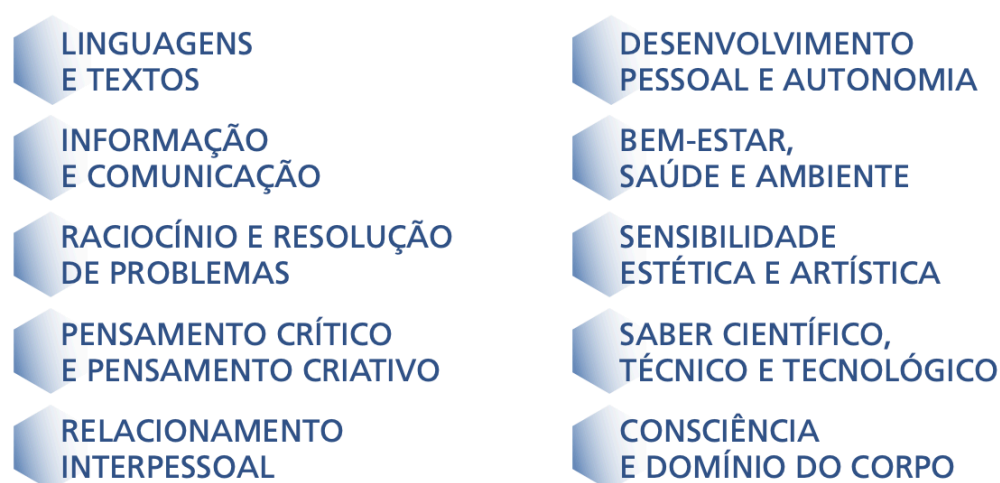 LINGUAGENS
E TEXTOS
INFORMAÇÃO
E COMUNICAÇÃO
RACIOCÍNIO E RESOLUÇÃO
DE PROBLEMAS
PENSAMENTO CRÍTICO
E PENSAMENTO CRIATIVO
RELACIONAMENTO
INTERPESSOAL
DESENVOLVIMENTO
PESSOAL E AUTONOMIA
BEM-ESTAR,
SAÚDE E AMBIENTE
SENSIBILIDADE
ESTÉTICA E ARTÍSTICA
SABER CIENTÍFICO,
TÉCNICO E TECNOLÓGICO
CONSCIÊNCIA
E DOMÍNIO DO CORPO